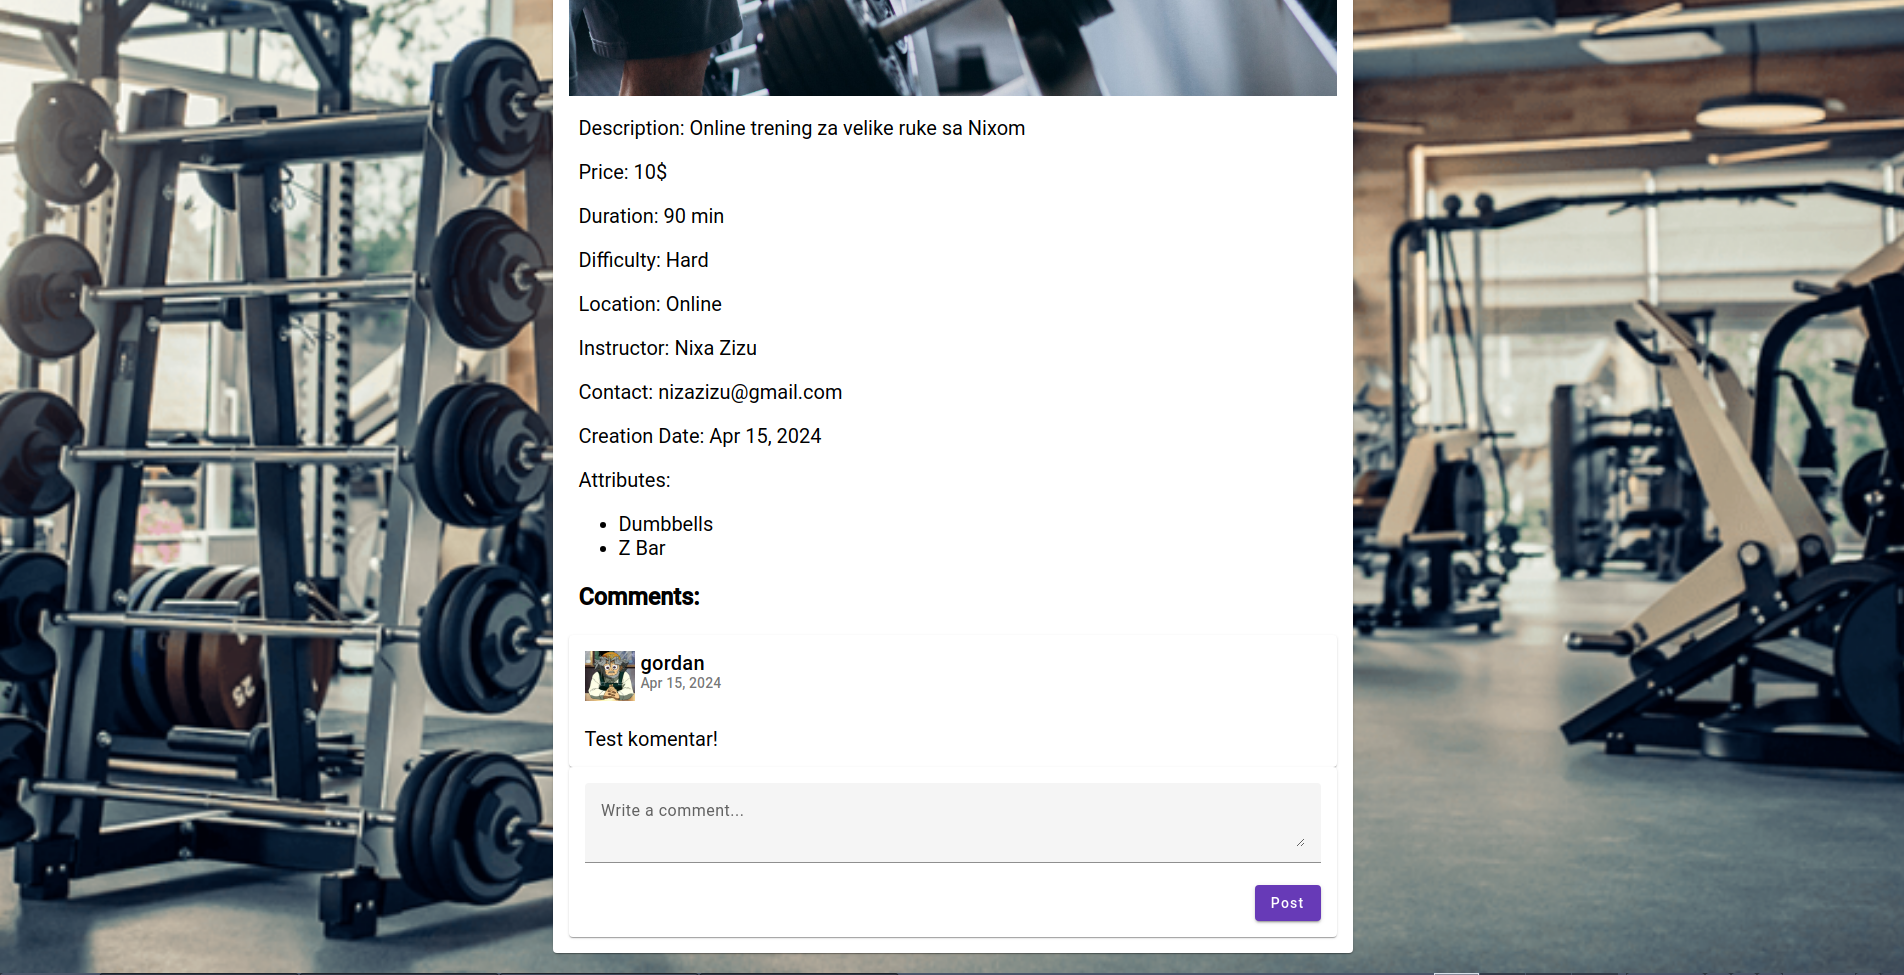 Description: Online trening za velike ruke sa Nixom
Price: 10$
Duration: 90 min
Difficulty: Hard
Location: Online
Instructor: Nixa Zizu
Contact: nizazizu@gmail.com
Creation Date: Apr 15, 2024
Attributes:
Dumbbells
Z Bar
Comments:
gordan
Apr 15, 2024
Test komentar!
Write a comment...
Post
25